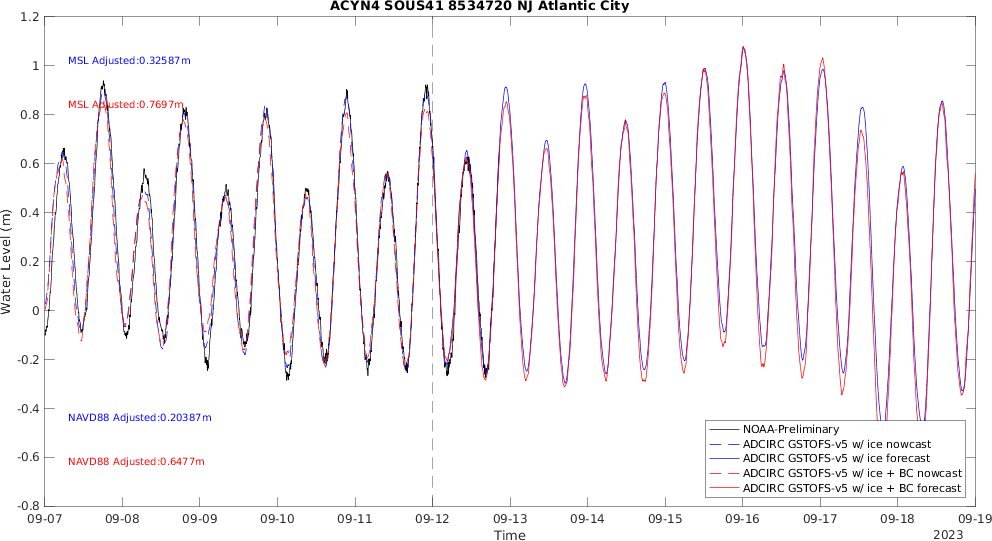 ACYN4 SOUS41 8534720 NJ Atlantic City
1.2
1
0.8
0.6
0.4
0.2
0
-0.2
-0.4
-0.6
-0.8
Water Level (m)
MSL Adjusted:0.32587m
MSL Adjusted:0.7697m
NAVD88 Adjusted:0.20387m
NAVD88 Adjusted:0.6477m
NOAA-Preliminary
ADCIRC GSTOFS-v5 w/ ice nowcast
ADCIRC GSTOFS-v5 w/ ice forecast
ADCIRC GSTOFS-v5 w/ice + BC nowcast
ADCIRC GSTOFS-v5 w/ice + BC forecast
09-07 09-08 09-09 09-10 09-11 09-12 09-13 09-14 09-15 09-16 09-17 09-18 09-19
Time
2023